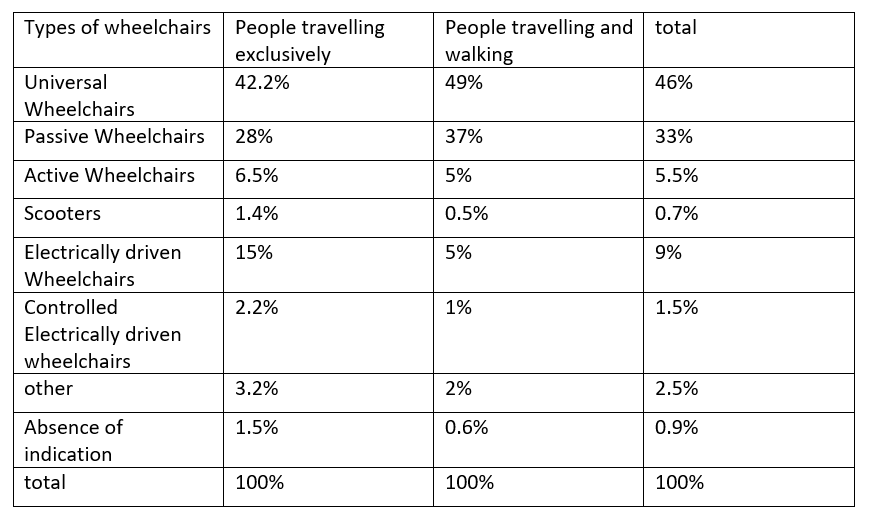 Types of wheelchairs People travelling exclusively People travelling and walking total
Universal Wheelchairs 42.2% 49% 46%
Passive Wheelchairs 28% 37% 33%
Active Wheelchairs 6.5% 5% 5.5%
Scooters 1.4% 0.5% 0.7%
Electrically driven Wheelchairs 15% 5% 9%
Controlled Electrically driven wheelchairs 2.2% 1% 1.5%
other 3.2% 2% 2.5%
Absence of indication 1.5% 0.6% 0.9%
total 100% 100% 100%